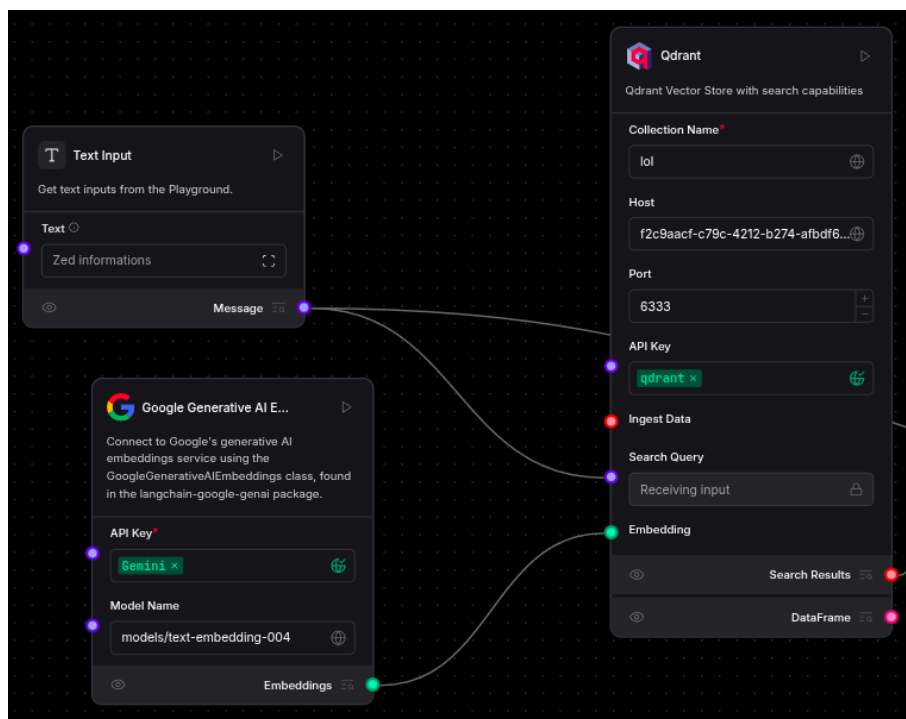 Text Input
Get text inputs from the Playground.
Text
Zed informations
Message
Google Generative AI E...
Connect to Google's generative AI
embeddings service using the
GoogleGenerativeAIEmbeddings class, found
in the langchain-google-genai package.
API Key*
Gemini ×
Model Name
models/text-embedding-004
Embeddings
Qdrant
Qdrant Vector Store with search capabilities
Collection Name*
lol
Host
f2c9aacf-c79c-4212-b274-afbdf6...
Port
6333
API Key
qdrant ×
Ingest Data
Search Query
Receiving input
Embedding
Search Results
DataFrame